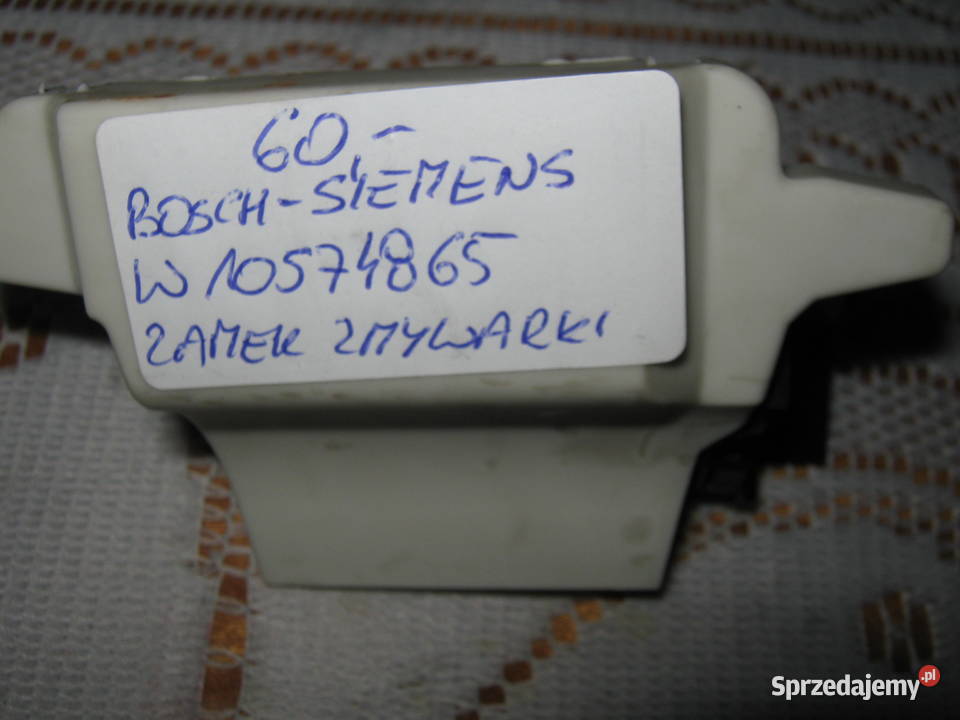 60,-
BOSCH-SIEMENS
W10574865
ZAMEK ZMYWARKI
Sprzedajemy.pl